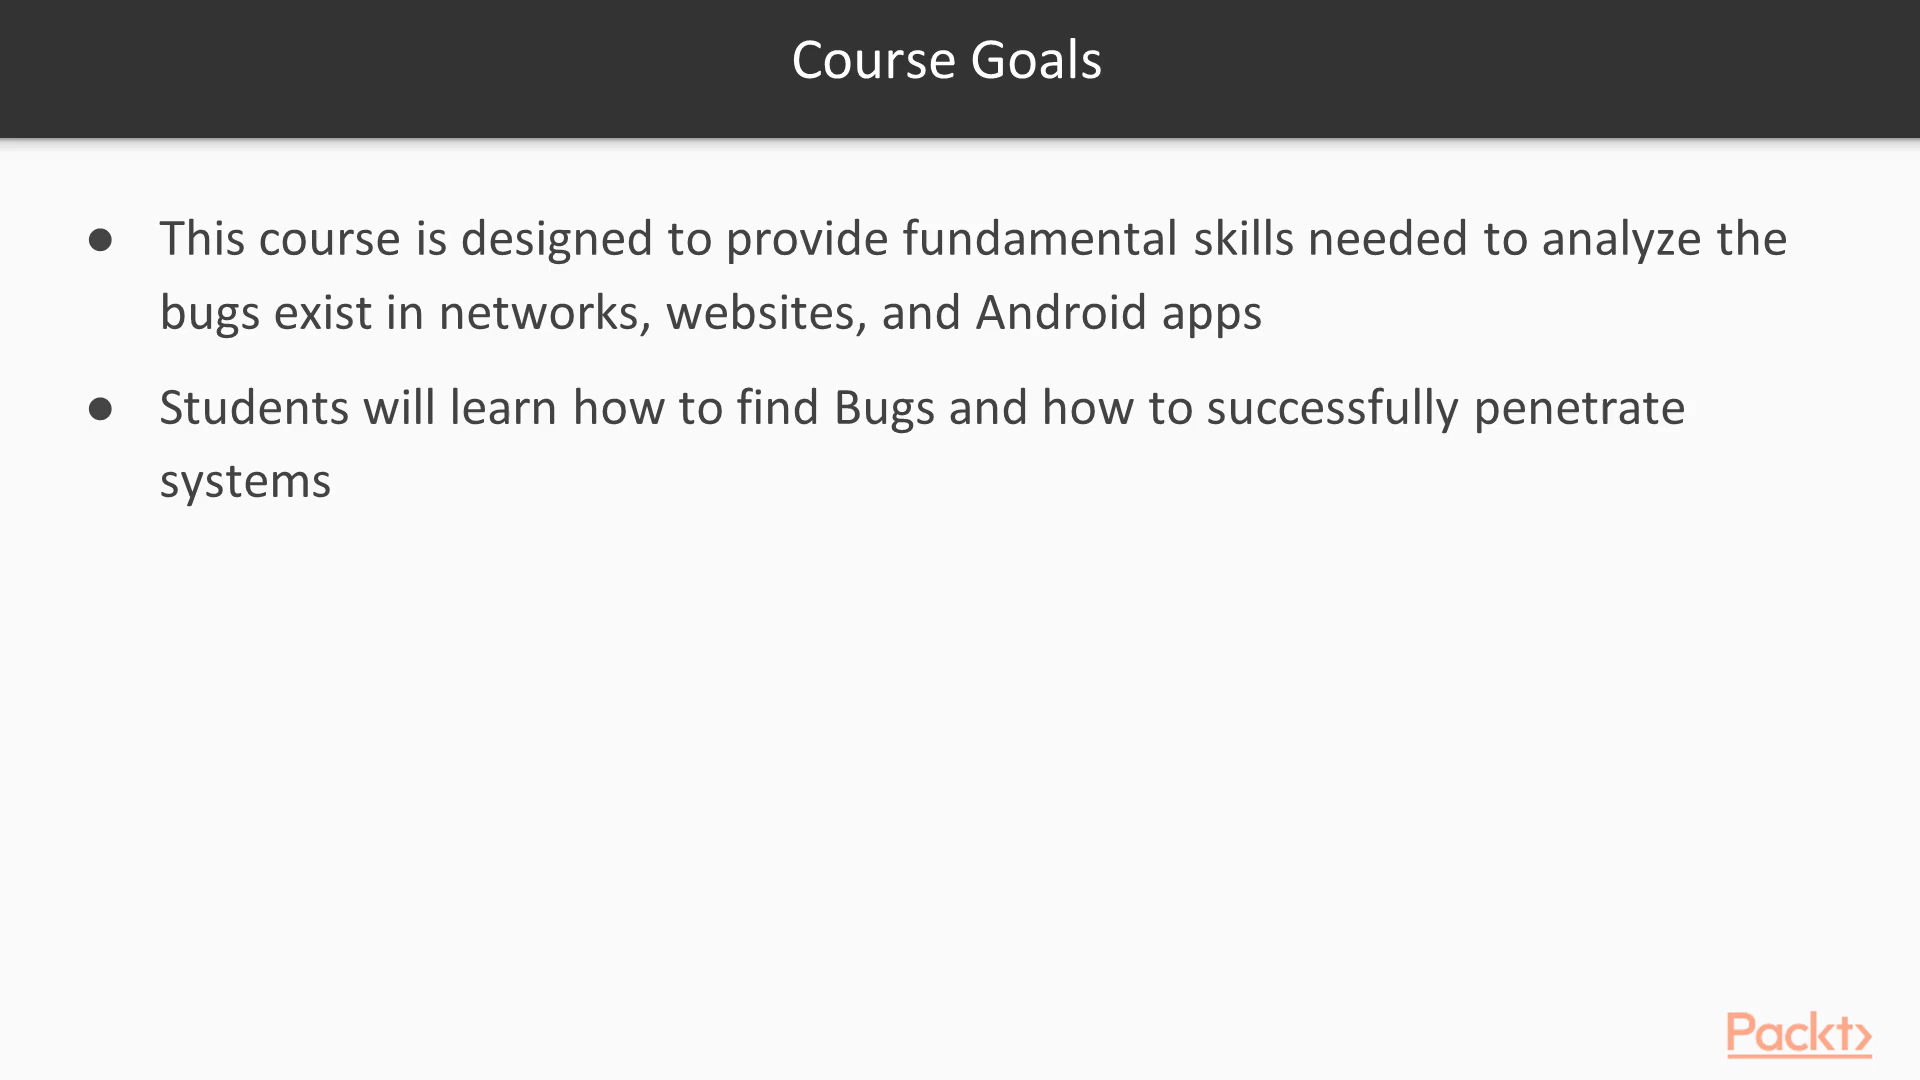 Course Goals
● This course is designed to provide fundamental skills needed to analyze the
bugs exist in networks, websites, and Android apps
● Students will learn how to find Bugs and how to successfully penetrate
systems
Packt>